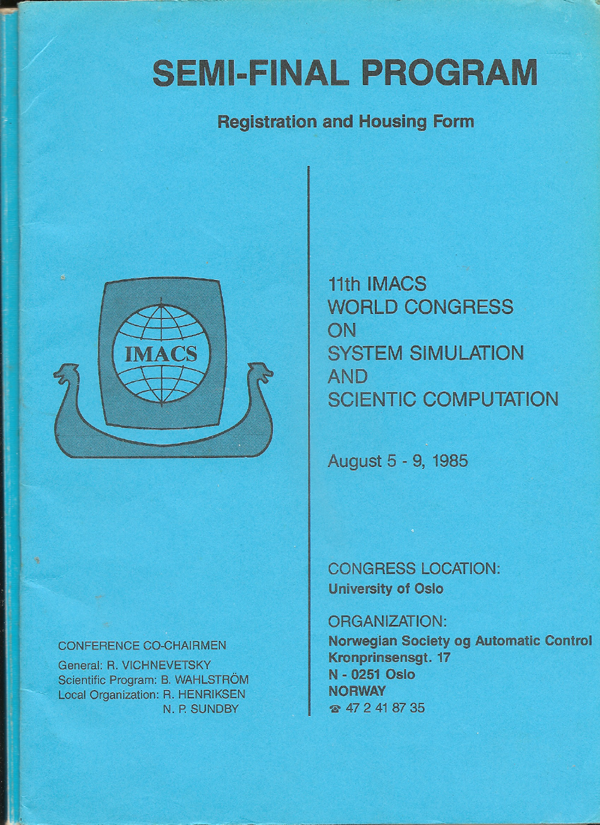 SEMI-FINAL PROGRAM
Registration and Housing Form
IMACS
11th IMACS
WORLD CONGRESS
ON
SYSTEM SIMULATION
AND
SCIENTIC COMPUTATION
August 5 - 9, 1985
CONGRESS LOCATION:
University of Oslo
ORGANIZATION:
Norwegian Society og Automatic Control
Kronprinsensgt. 17
N - 0251 Oslo
NORWAY
☎ 47 2 41 87 35
CONFERENCE CO-CHAIRMEN
General: R. VICHNEVETSKY
Scientific Program: B. WAHLSTRÖM
Local Organization: R. HENRIKSEN
N. P. SUNDBY